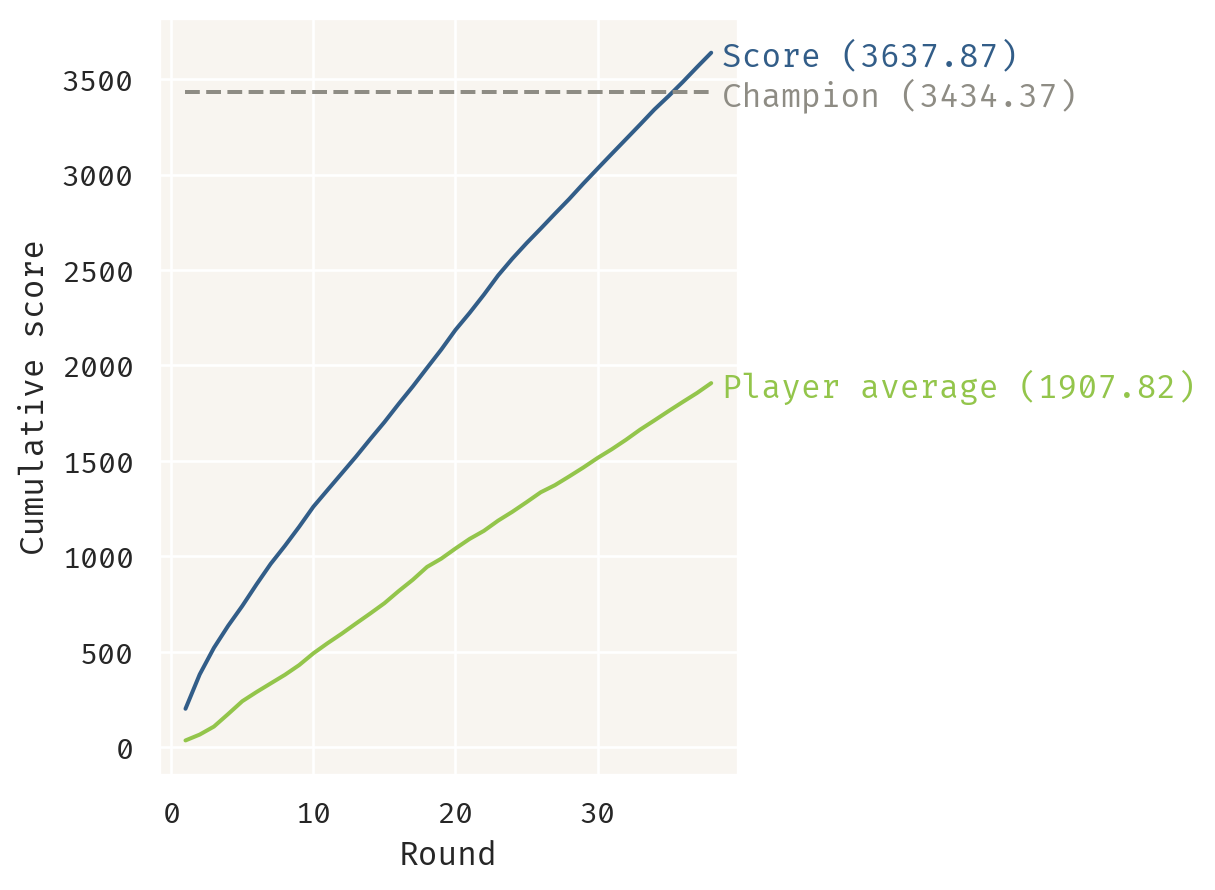 Score (3637.87)
3500
Champion (3434.37)
3000
2500
2000
Player average (1907.82)
1500
1000
500
0
Cumulative score
0 10 20 30
Round